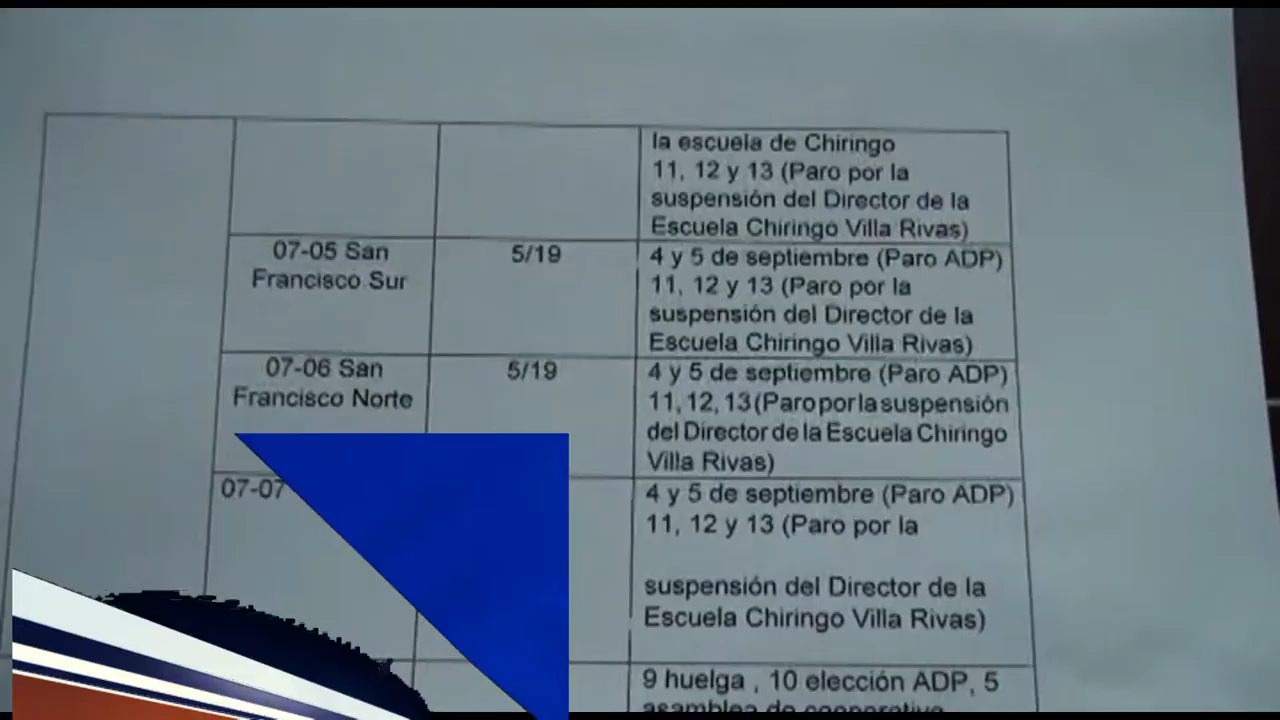 la escuela de Chiringo
11, 12 y 13 (Paro por la
suspensión del Director de la
Escuela Chiringo Villa Rivas)
07-05 San
Francisco Sur
5/19
4 y 5 de septiembre (Paro ADP)
11, 12 y 13 (Paro por la
suspensión del Director de la
Escuela Chiringo Villa Rivas)
07-06 San
Francisco Norte
5/19
4 y 5 de septiembre (Paro ADP)
11, 12, 13 (Paro por la suspensión
del Director de la Escuela Chiringo
Villa Rivas)
07-07
4 y 5 de septiembre (Paro ADP)
11, 12 y 13 (Paro por la
suspensión del Director de la
Escuela Chiringo Villa Rivas)
9 huelga , 10 elección ADP, 5
asamblea de cooperativa